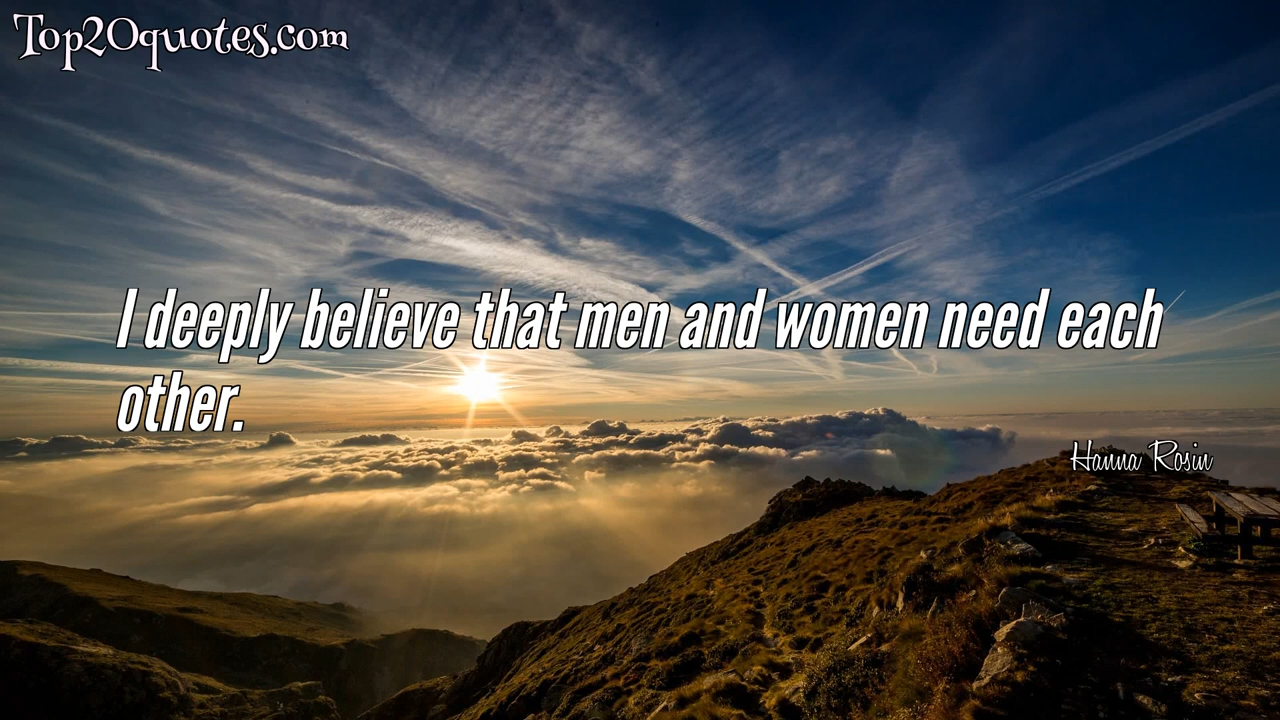 Top20quotes.com
I deeply believe that men and women need each
other.
Hanna Rosin